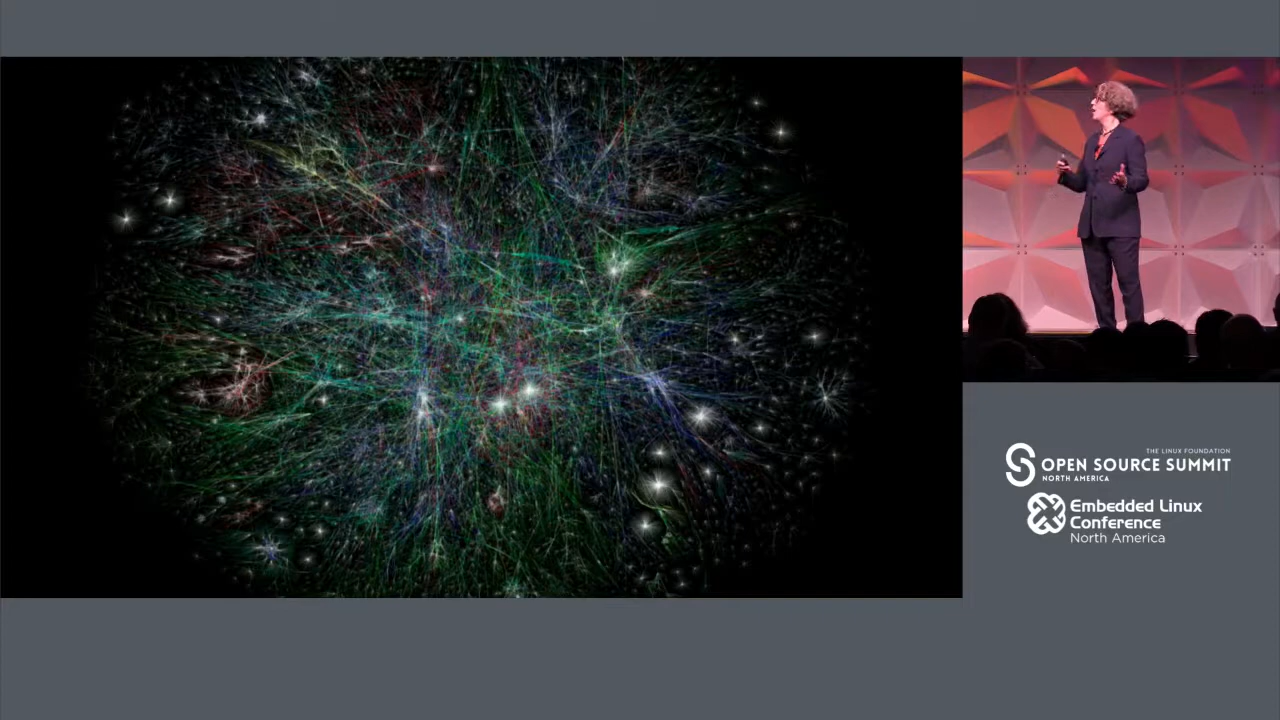 THE LINUX FOUNDATION
OPEN SOURCE SUMMIT
NORTH AMERICA
Embedded Linux
Conference
North America